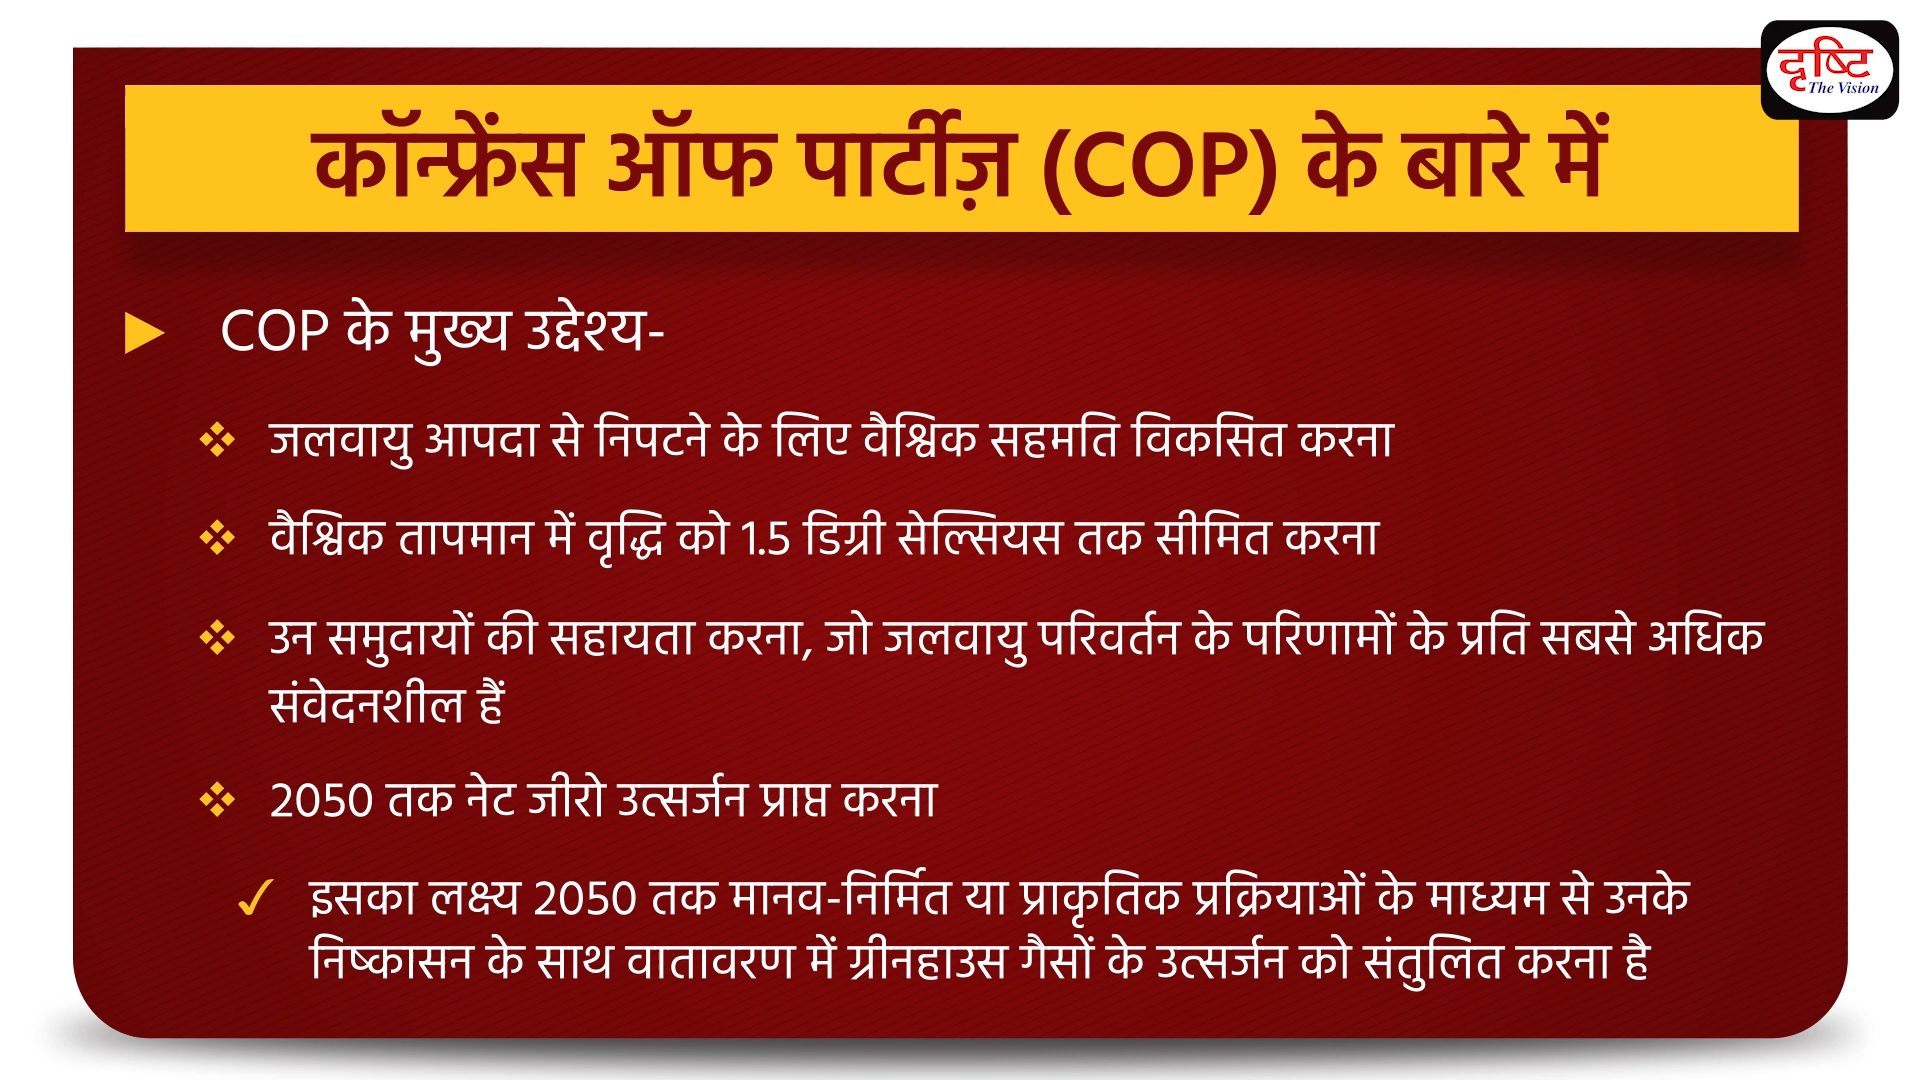 दृष्टि
The Vision
कॉन्फ्रेंस ऑफ पार्टीज़ (COP) के बारे में
COP के मुख्य उद्देश्य-
जलवायु आपदा से निपटने के लिए वैश्विक सहमति विकसित करना
वैश्विक तापमान में वृद्धि को 1.5 डिग्री सेल्सियस तक सीमित करना
उन समुदायों की सहायता करना, जो जलवायु परिवर्तन के परिणामों के प्रति सबसे अधिक
संवेदनशील हैं
2050 तक नेट जीरो उत्सर्जन प्राप्त करना
✓ इसका लक्ष्य 2050 तक मानव-निर्मित या प्राकृतिक प्रक्रियाओं के माध्यम से उनके
निष्कासन के साथ वातावरण में ग्रीनहाउस गैसों के उत्सर्जन को संतुलित करना है